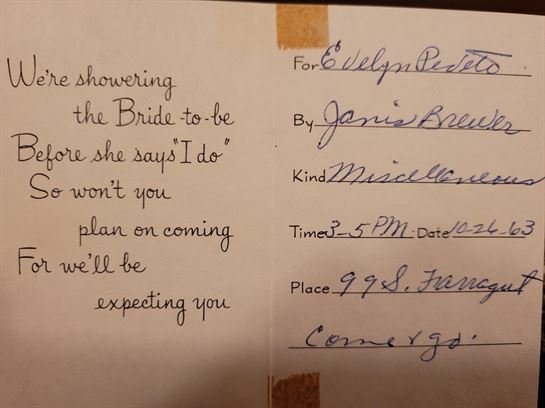 We're showering
the Bride-to-be
Before she says "I do"
So won't you
plan on coming
For we'll be
expecting you
For Evelyn Pedeto
By Janis Brewer
Kind Miscellaneous
Time 3-5 PM. Date 10-26-63
Place 99 S. Farragut
Come & go.